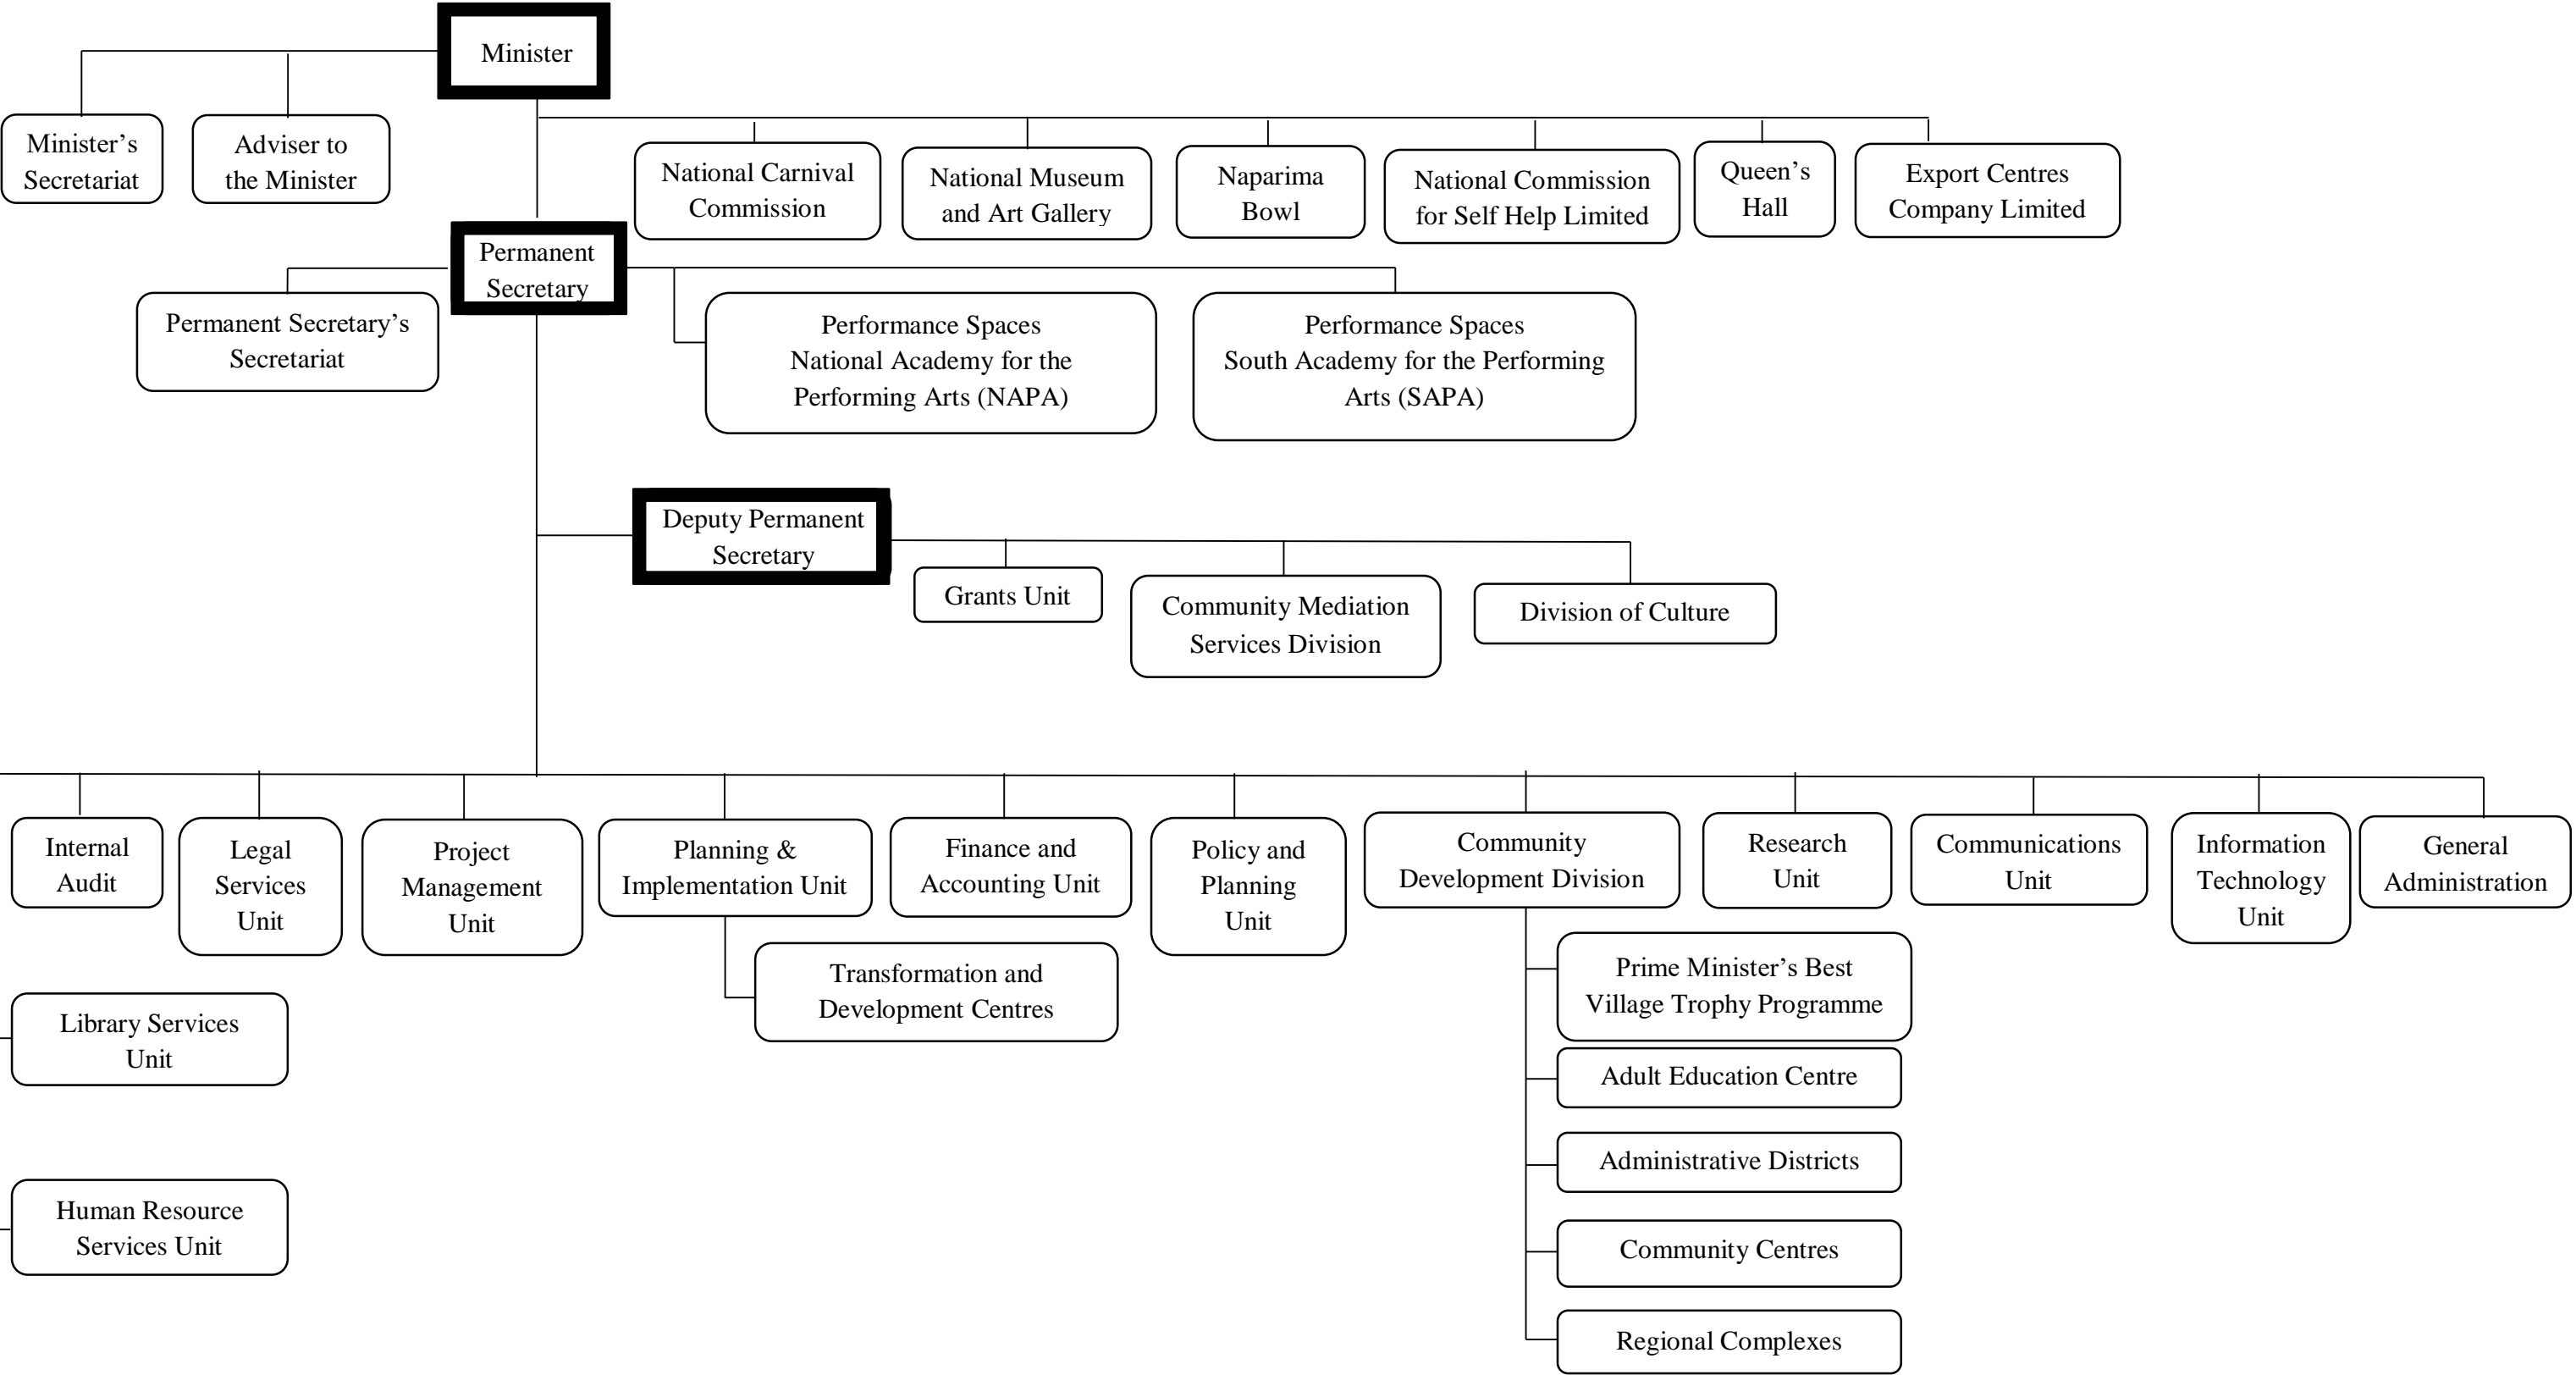 Minister
Minister’s
Secretariat
Adviser to
the Minister
National Carnival
Commission
National Museum
and Art Gallery
Naparima
Bowl
National Commission
for Self Help Limited
Queen’s
Hall
Export Centres
Company Limited
Permanent
Secretary
Permanent Secretary’s
Secretariat
Performance Spaces
National Academy for the
Performing Arts (NAPA)
Performance Spaces
South Academy for the Performing
Arts (SAPA)
Deputy Permanent
Secretary
Grants Unit
Community Mediation
Services Division
Division of Culture
Internal
Audit
Legal
Services
Unit
Project
Management
Unit
Planning &
Implementation Unit
Finance and
Accounting Unit
Policy and
Planning
Unit
Community
Development Division
Research
Unit
Communications
Unit
Information
Technology
Unit
General
Administration
Transformation and
Development Centres
Prime Minister’s Best
Village Trophy Programme
Library Services
Unit
Adult Education Centre
Administrative Districts
Human Resource
Services Unit
Community Centres
Regional Complexes